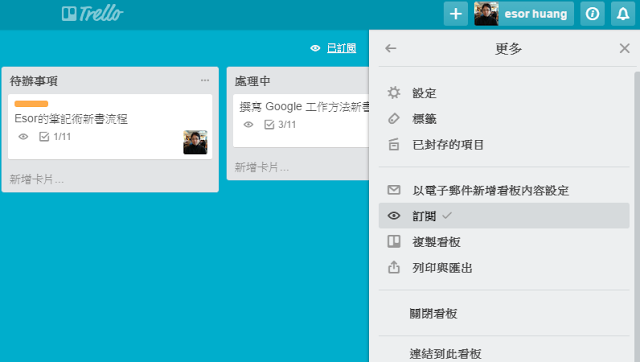 Trello
esor huang
已訂閱
待辦事項
Esor的筆記術新書流程
1/11
新增卡片...
處理中
撰寫 Google 工作方法新書
3/11
新增卡片...
更多
設定
標籤
已封存的項目
以電子郵件新增看板內容設定
訂閱
複製看板
列印與匯出
關閉看板
連結到此看板